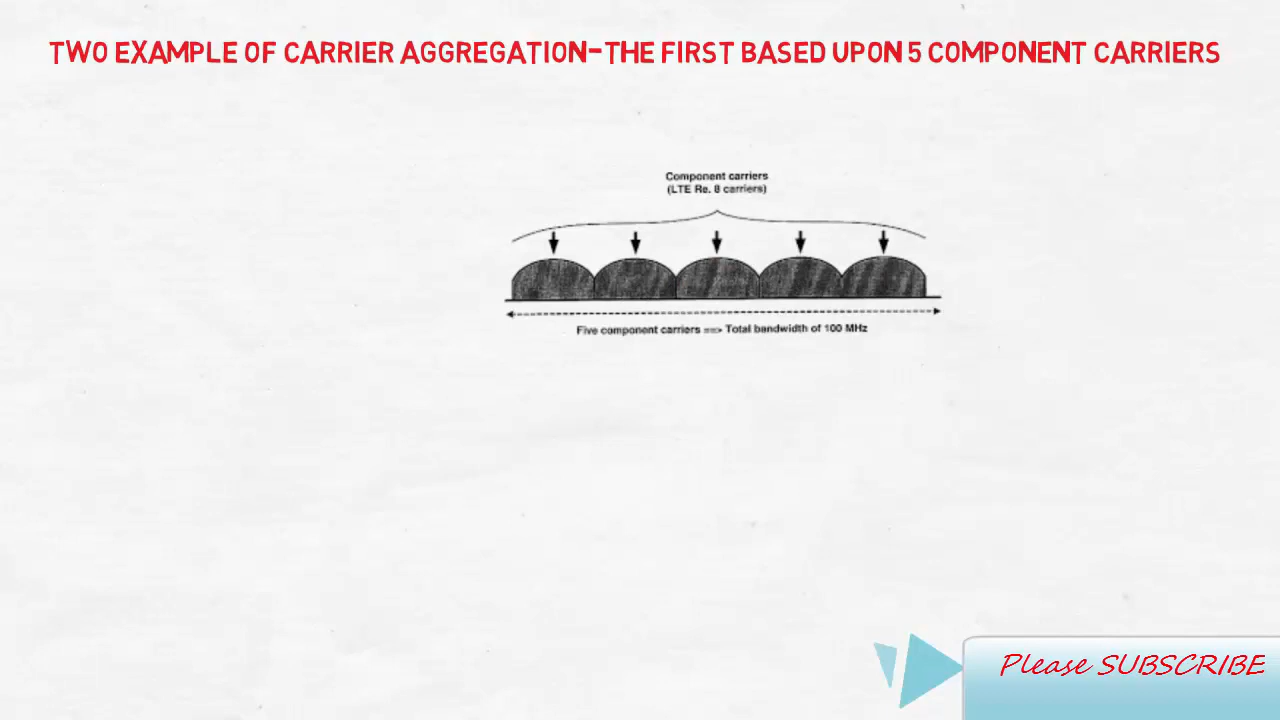 TWO EXAMPLE OF CARRIER AGGREGATION-THE FIRST BASED UPON 5 COMPONENT CARRIERS
Component carriers
(LTE Re. 8 carriers)
Five component carriers ==> Total bandwidth of 100 MHz
Please SUBSCRIBE